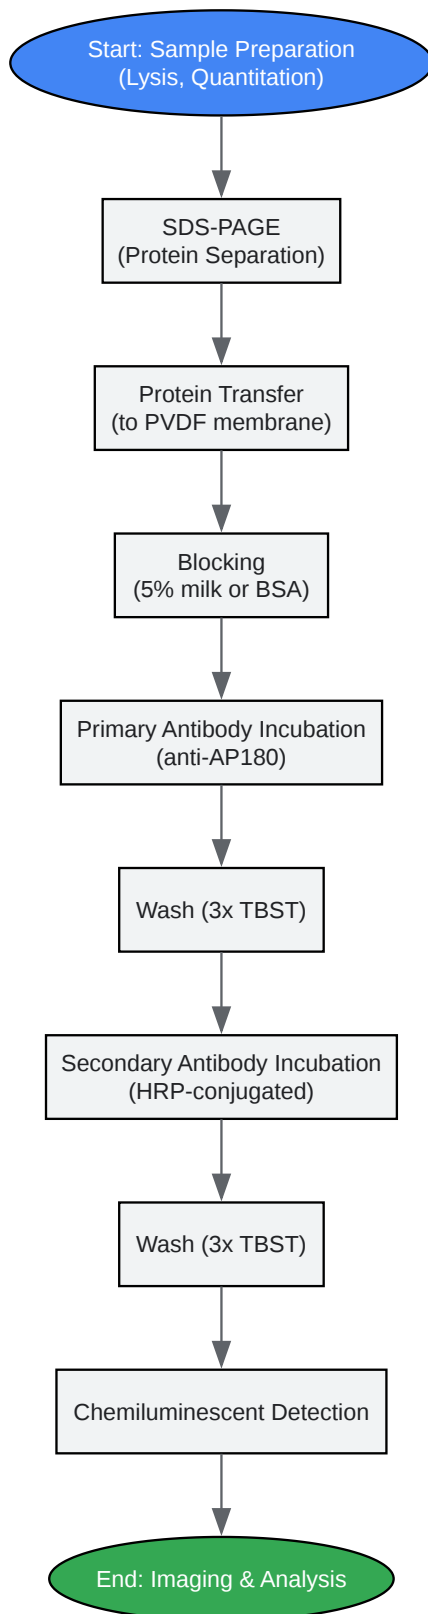 Start: Sample Preparation
(Lysis, Quantitation)
SDS-PAGE
(Protein Separation)
Protein Transfer
(to PVDF membrane)
Blocking
(5% milk or BSA)
Primary Antibody Incubation
(anti-AP180)
Wash (3x TBST)
Secondary Antibody Incubation
(HRP-conjugated)
Wash (3x TBST)
Chemiluminescent Detection
End: Imaging & Analysis